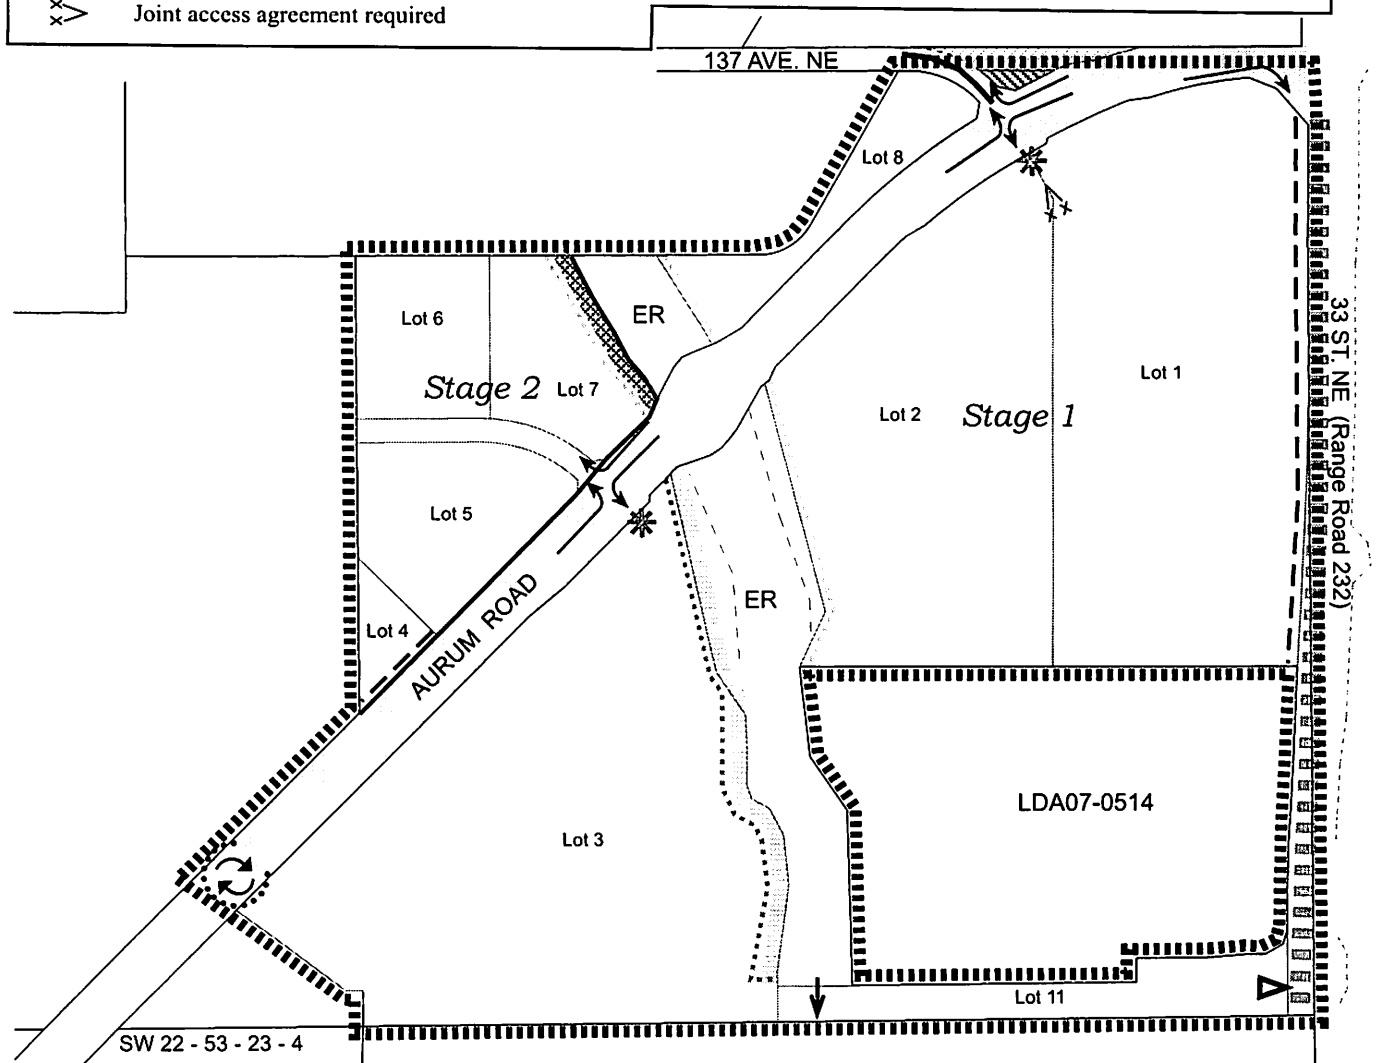 Joint access agreement required
137 AVE. NE
Lot 8
Lot 6
ER
Stage 2
Lot 7
Lot 1
Lot 2
Stage 1
33 ST. NE (Range Road 232)
Lot 5
ER
Lot 4
AURUM ROAD
LDA07-0514
Lot 3
Lot 11
SW 22 - 53 - 23 - 4